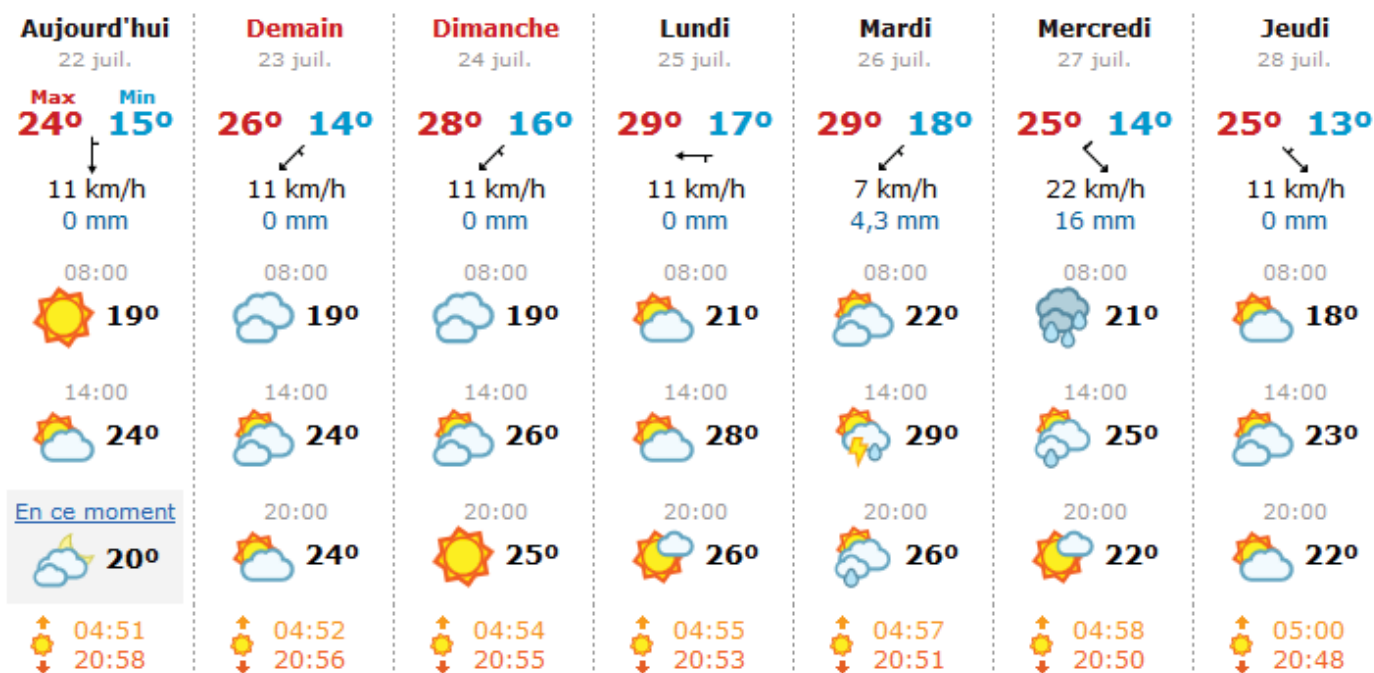 Aujourd'hui Demain Dimanche Lundi Mardi Mercredi Jeudi
22 juil. 23 juil. 24 juil. 25 juil. 26 juil. 27 juil. 28 juil.
Max Min
24º 15º 26º 14º 28º 16º 29º 17º 29º 18º 25º 14º 25º 13º
11 km/h 11 km/h 11 km/h 11 km/h 7 km/h 22 km/h 11 km/h
0 mm 0 mm 0 mm 0 mm 4,3 mm 16 mm 0 mm
08:00 08:00 08:00 08:00 08:00 08:00 08:00
19º 19º 19º 21º 22º 21º 18º
14:00 14:00 14:00 14:00 14:00 14:00 14:00
24º 24º 26º 28º 29º 25º 23º
En ce moment 20:00 20:00 20:00 20:00 20:00 20:00
20º 24º 25º 26º 26º 22º 22º
04:51 04:52 04:54 04:55 04:57 04:58 05:00
20:58 20:56 20:55 20:53 20:51 20:50 20:48